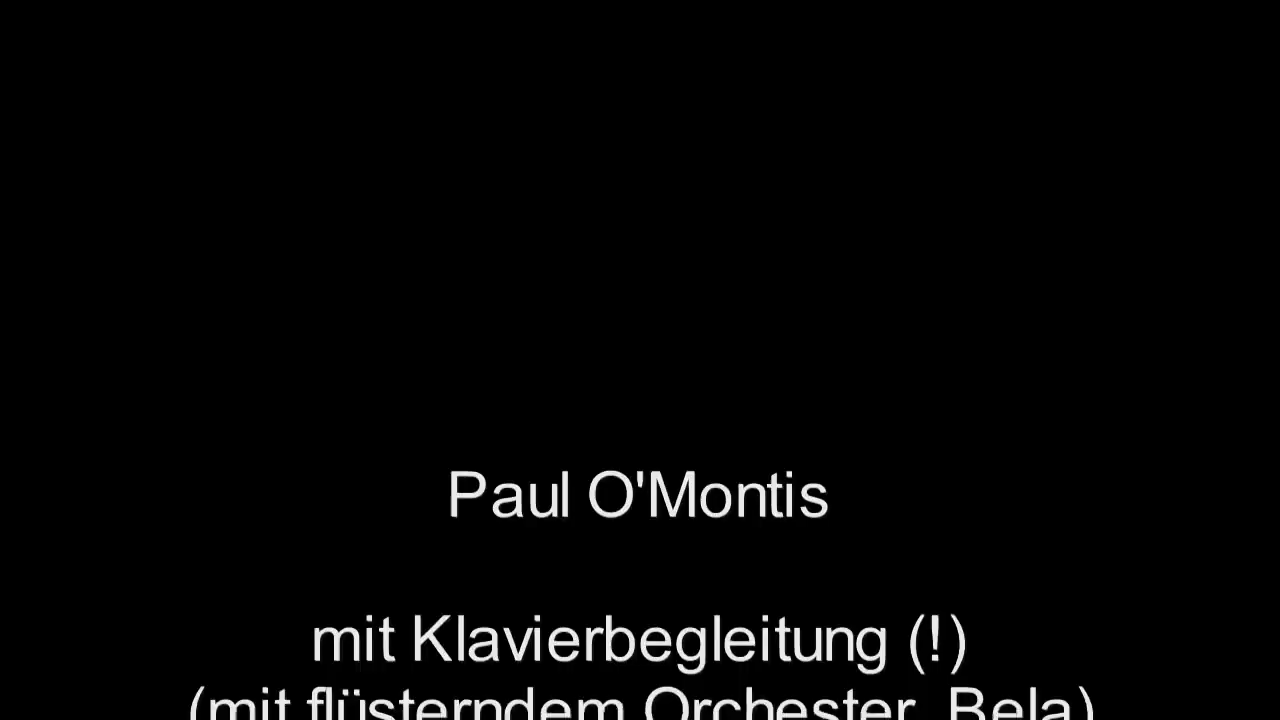 Paul O'Montis
mit Klavierbegleitung (!)
(mit flüsterndem Orchester, Bela)